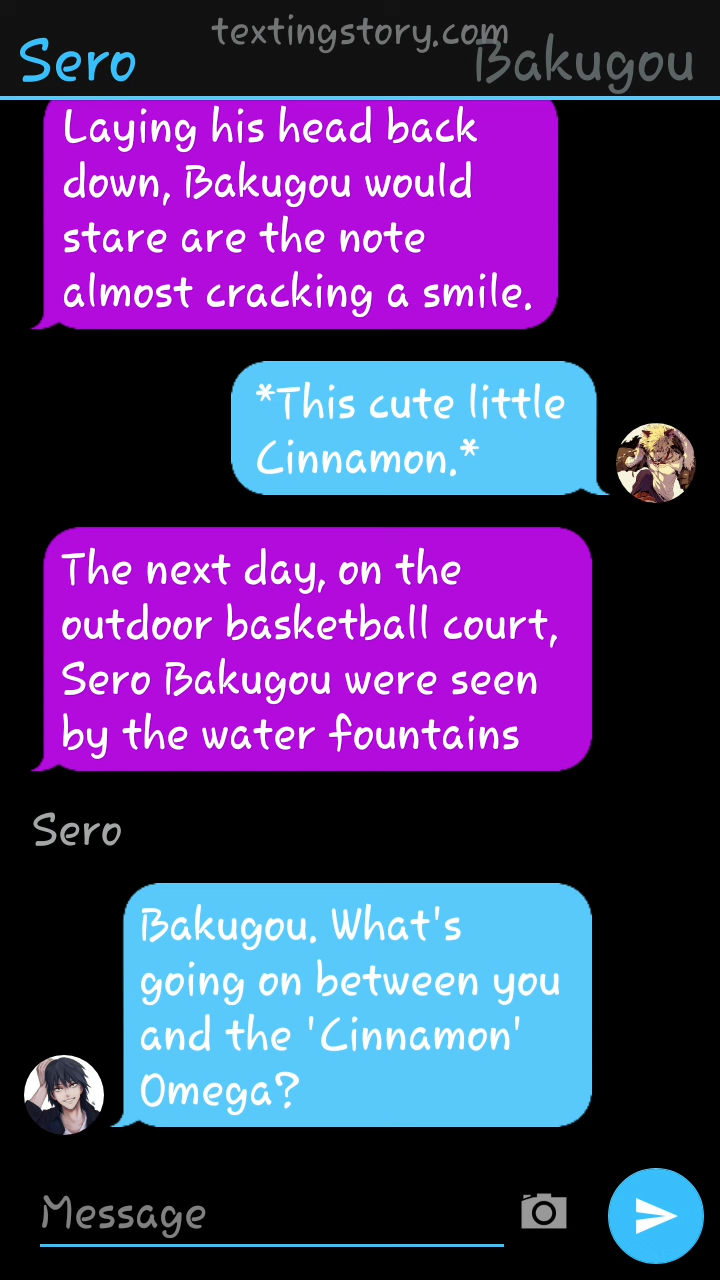 textingstory.com
Sero
Bakugou
Laying his head back
down, Bakugou would
stare are the note
almost cracking a smile.
*This cute little
Cinnamon.*
The next day, on the
outdoor basketball court,
Sero Bakugou were seen
by the water fountains
Sero
Bakugou. What's
going on between you
and the 'Cinnamon'
Omega?
Message